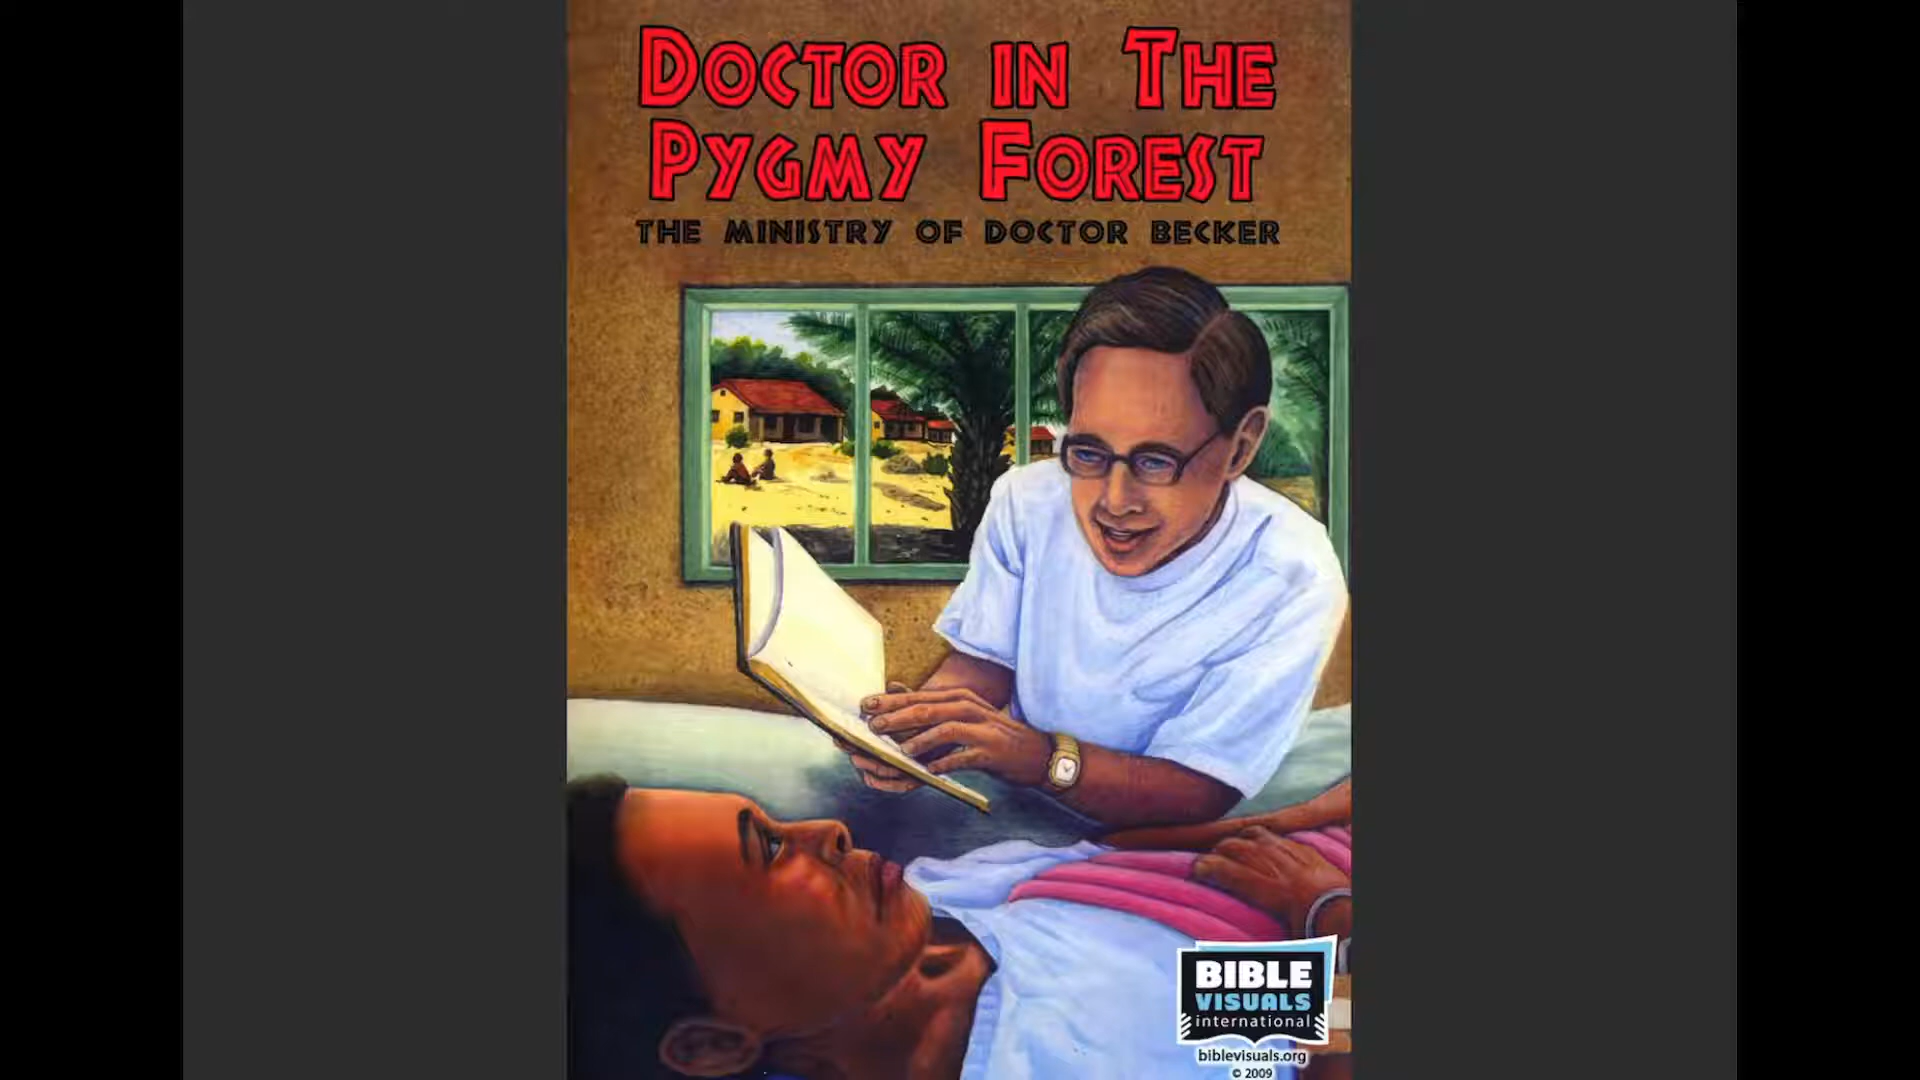 DOCTOR IN THE
PYGMY FOREST
THE MINISTRY OF DOCTOR BECKER
BIBLE
VISUALS
international
biblevisuals.org
© 2009